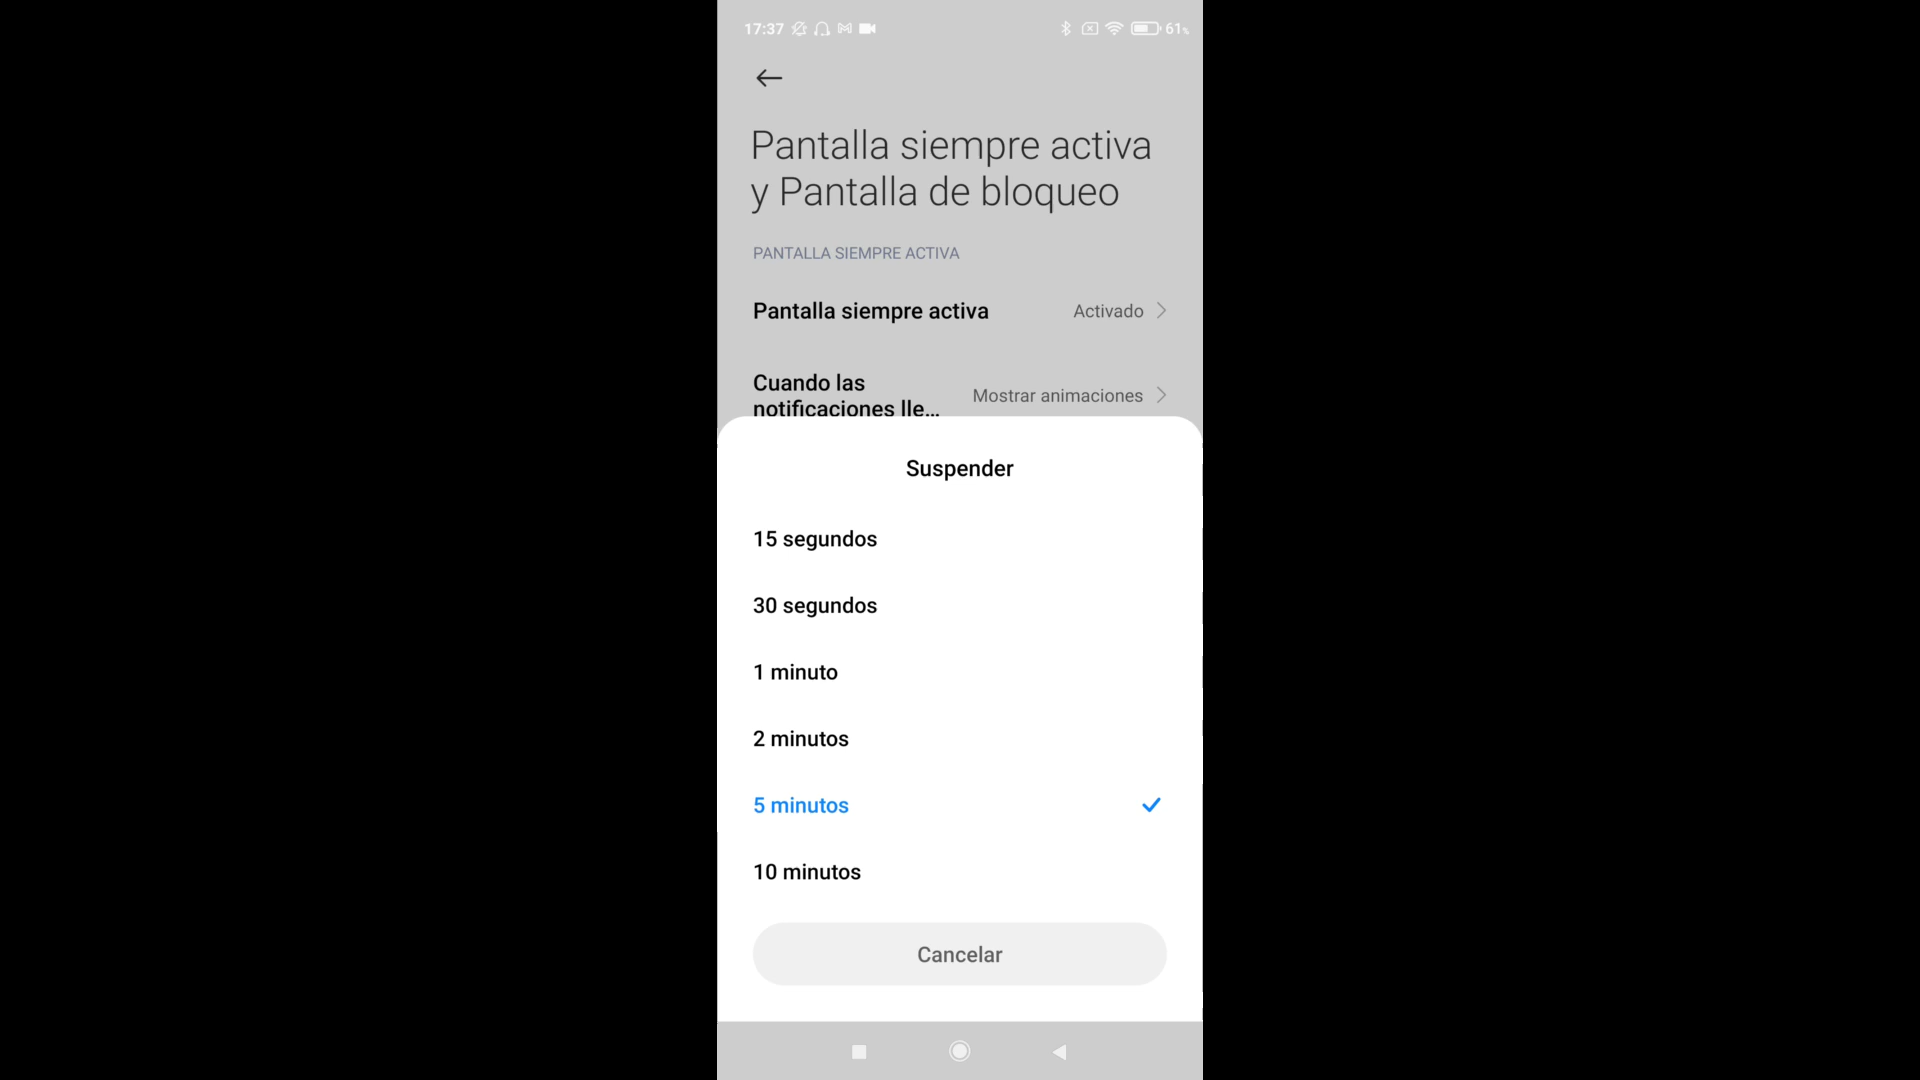 17:37 61%
Pantalla siempre activa
y Pantalla de bloqueo
PANTALLA SIEMPRE ACTIVA
Pantalla siempre activa Activado
Cuando las
notificaciones lle... Mostrar animaciones
Suspender
15 segundos
30 segundos
1 minuto
2 minutos
5 minutos
10 minutos
Cancelar